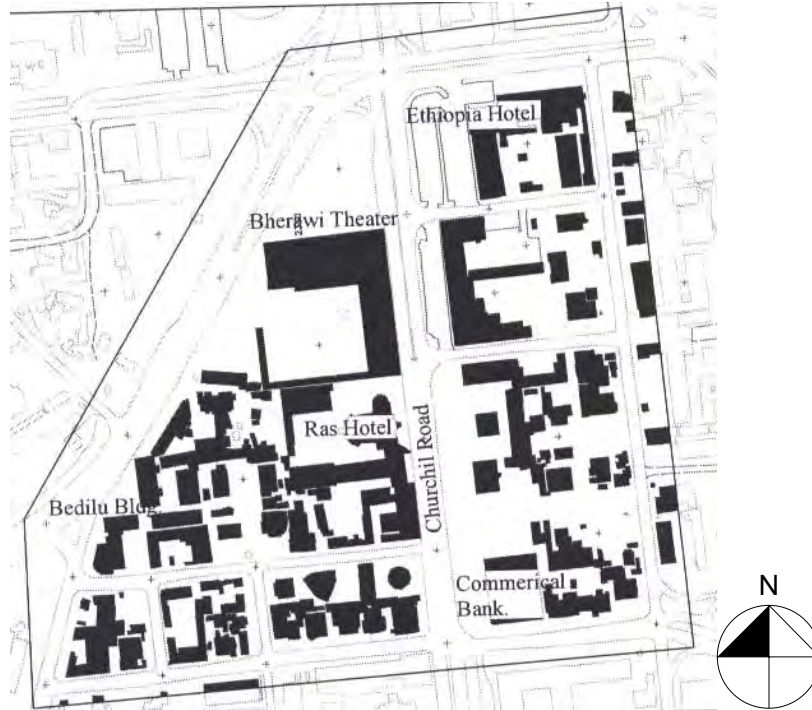 Ethiopia Hotel
Bherawi Theater
Ras Hotel
Churchil Road
Bedilu Bldg.
Commerical
Bank.
N